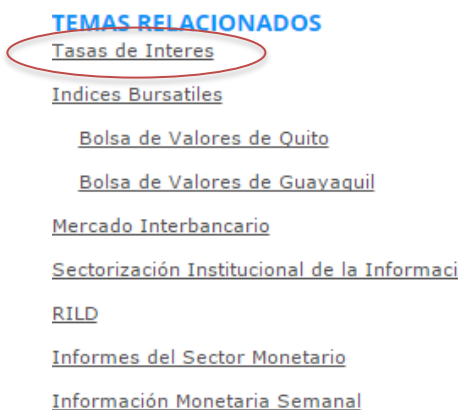 TEMAS RELACIONADOS
Tasas de Interes
Indices Bursatiles
Bolsa de Valores de Quito
Bolsa de Valores de Guayaquil
Mercado Interbancario
Sectorización Institucional de la Informaci
RILD
Informes del Sector Monetario
Información Monetaria Semanal